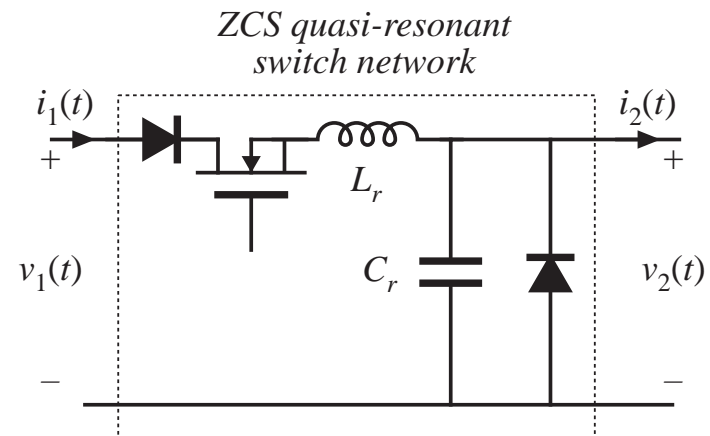 ZCS quasi-resonant
switch network
i₁(t)
i₂(t)
+
+
Lᵣ
v₁(t)
Cᵣ
v₂(t)
–
–